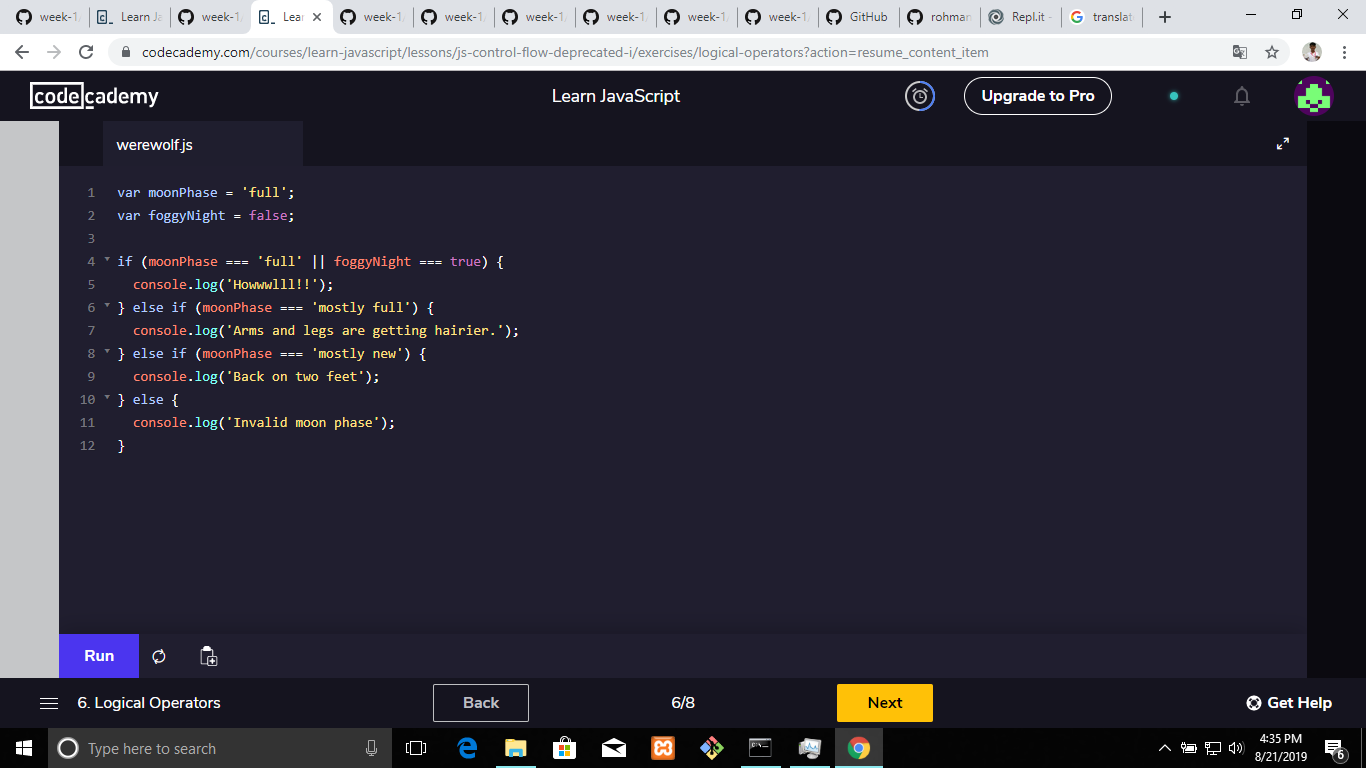 week-1
Learn Ja
week-1
Lear
week-1
week-1
week-1
week-1
week-1
week-1
GitHub
rohman
Repl.it -
translat
codecademy.com/courses/learn-javascript/lessons/js-control-flow-deprecated-i/exercises/logical-operators?action=resume_content_item
codecademy
Learn JavaScript
Upgrade to Pro
werewolf.js
1 var moonPhase = 'full';
2 var foggyNight = false;
3
4 if (moonPhase === 'full' || foggyNight === true) {
5 console.log('Howwwlll!!');
6 } else if (moonPhase === 'mostly full') {
7 console.log('Arms and legs are getting hairier.');
8 } else if (moonPhase === 'mostly new') {
9 console.log('Back on two feet');
10 } else {
11 console.log('Invalid moon phase');
12 }
Run
6. Logical Operators
Back
6/8
Next
Get Help
Type here to search
4:35 PM
8/21/2019
6